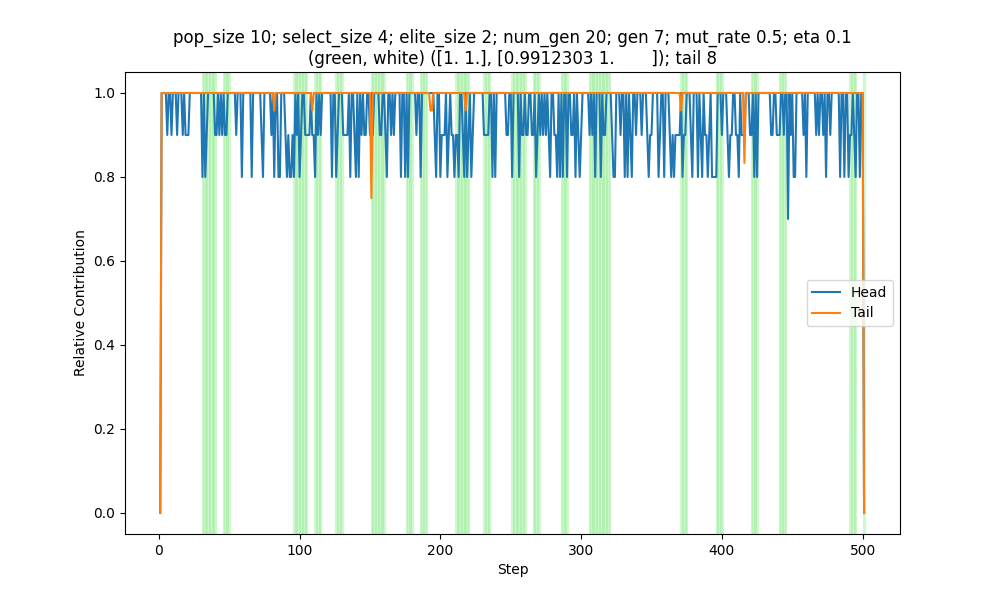 pop_size 10; select_size 4; elite_size 2; num_gen 20; gen 7; mut_rate 0.5; eta 0.1
(green, white) ([1. 1.], [0.9912303 1.        ]); tail 8
1.0
0.8
0.6
0.4
0.2
0.0
Relative Contribution
Head
Tail
0
100
200
300
400
500
Step